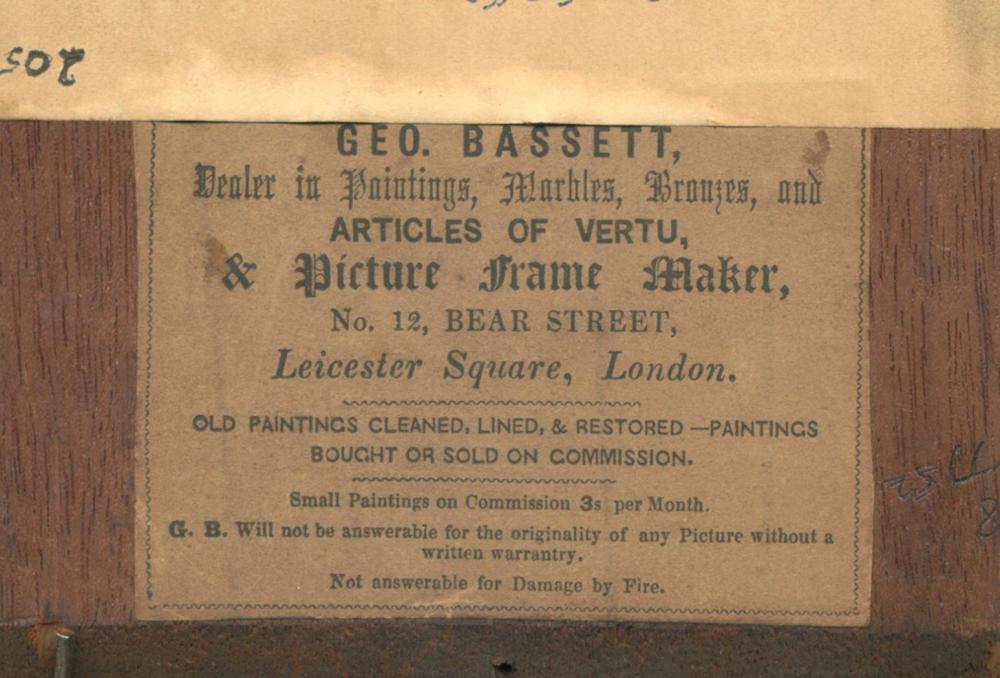 GEO. BASSETT,
Dealer in Paintings, Marbles, Bronzes, and
ARTICLES OF VERTU,
& Picture Frame Maker,
No. 12, BEAR STREET,
Leicester Square, London.
OLD PAINTINGS CLEANED, LINED, & RESTORED —PAINTINGS
BOUGHT OR SOLD ON COMMISSION.
Small Paintings on Commission 3s per Month.
G. B. Will not be answerable for the originality of any Picture without a
written warrantry.
Not answerable for Damage by Fire.